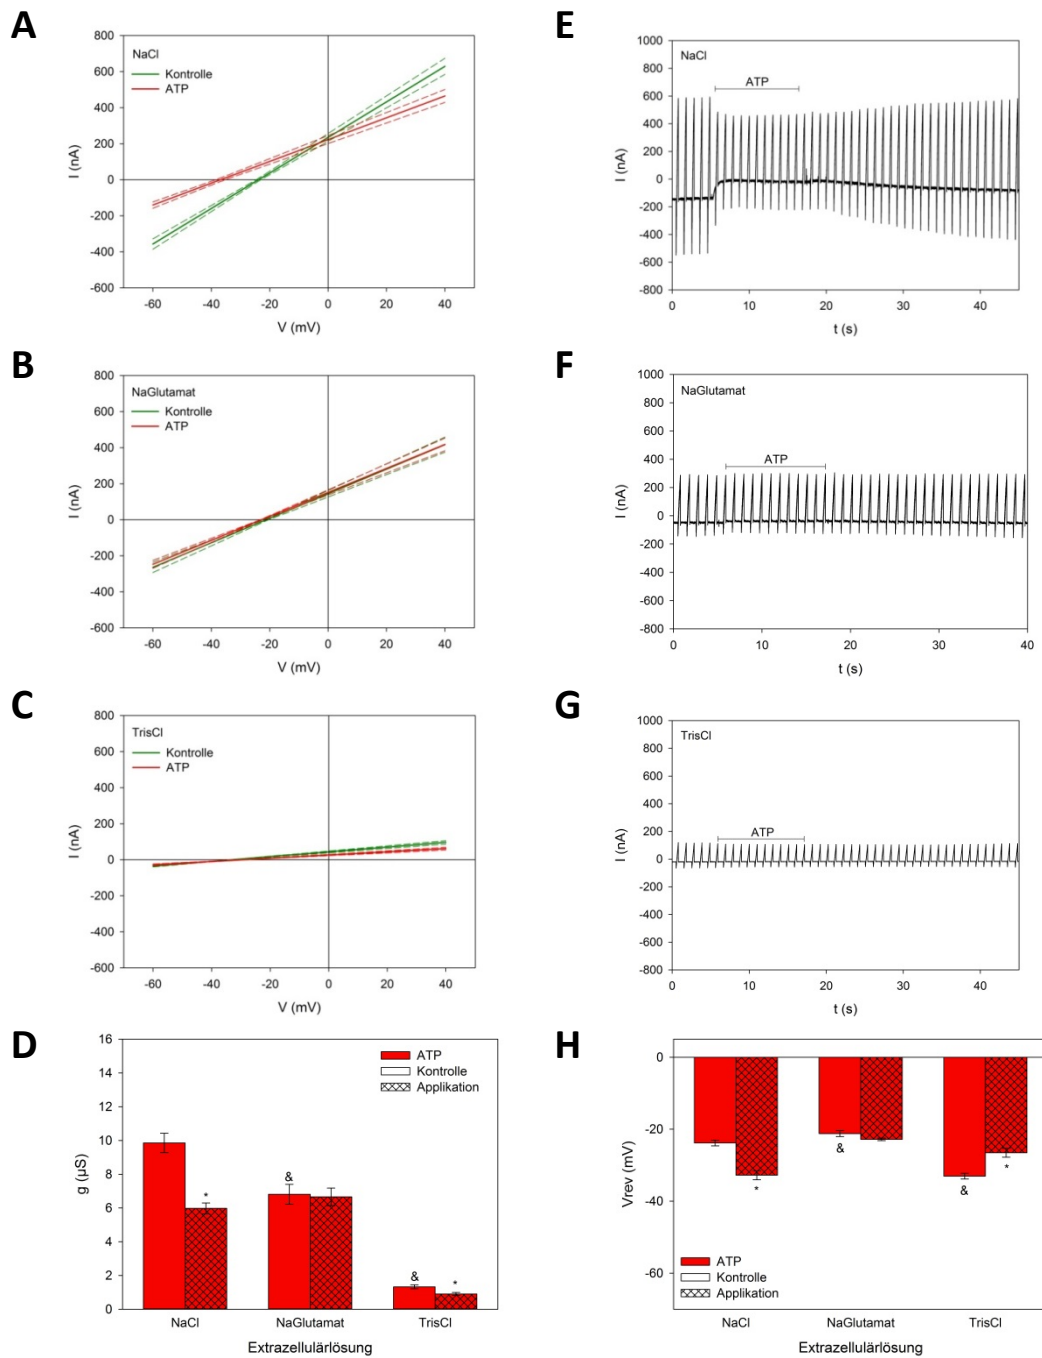 A
NaCl
Kontrolle
ATP
800
600
400
200
0
-200
-400
-600
I (nA)
-60 -40 -20 0 20 40
V (mV)
E
NaCl
ATP
1000
800
600
400
200
0
-200
-400
-600
-800
I (nA)
0 10 20 30 40
t (s)
B
NaGlutamat
Kontrolle
ATP
800
600
400
200
0
-200
-400
-600
I (nA)
-60 -40 -20 0 20 40
V (mV)
F
NaGlutamat
ATP
1000
800
600
400
200
0
-200
-400
-600
-800
I (nA)
0 10 20 30 40
t (s)
C
TrisCl
Kontrolle
ATP
800
600
400
200
0
-200
-400
-600
I (nA)
-60 -40 -20 0 20 40
V (mV)
G
TrisCl
ATP
1000
800
600
400
200
0
-200
-400
-600
-800
I (nA)
0 10 20 30 40
t (s)
D
16
14
12
10
8
6
4
2
0
g (µS)
ATP
Kontrolle
Applikation
*
&
&
*
NaCl NaGlutamat TrisCl
Extrazellulärlösung
H
0
-20
-40
-60
Vrev (mV)
*
&
&
*
ATP
Kontrolle
Applikation
NaCl NaGlutamat TrisCl
Extrazellulärlösung